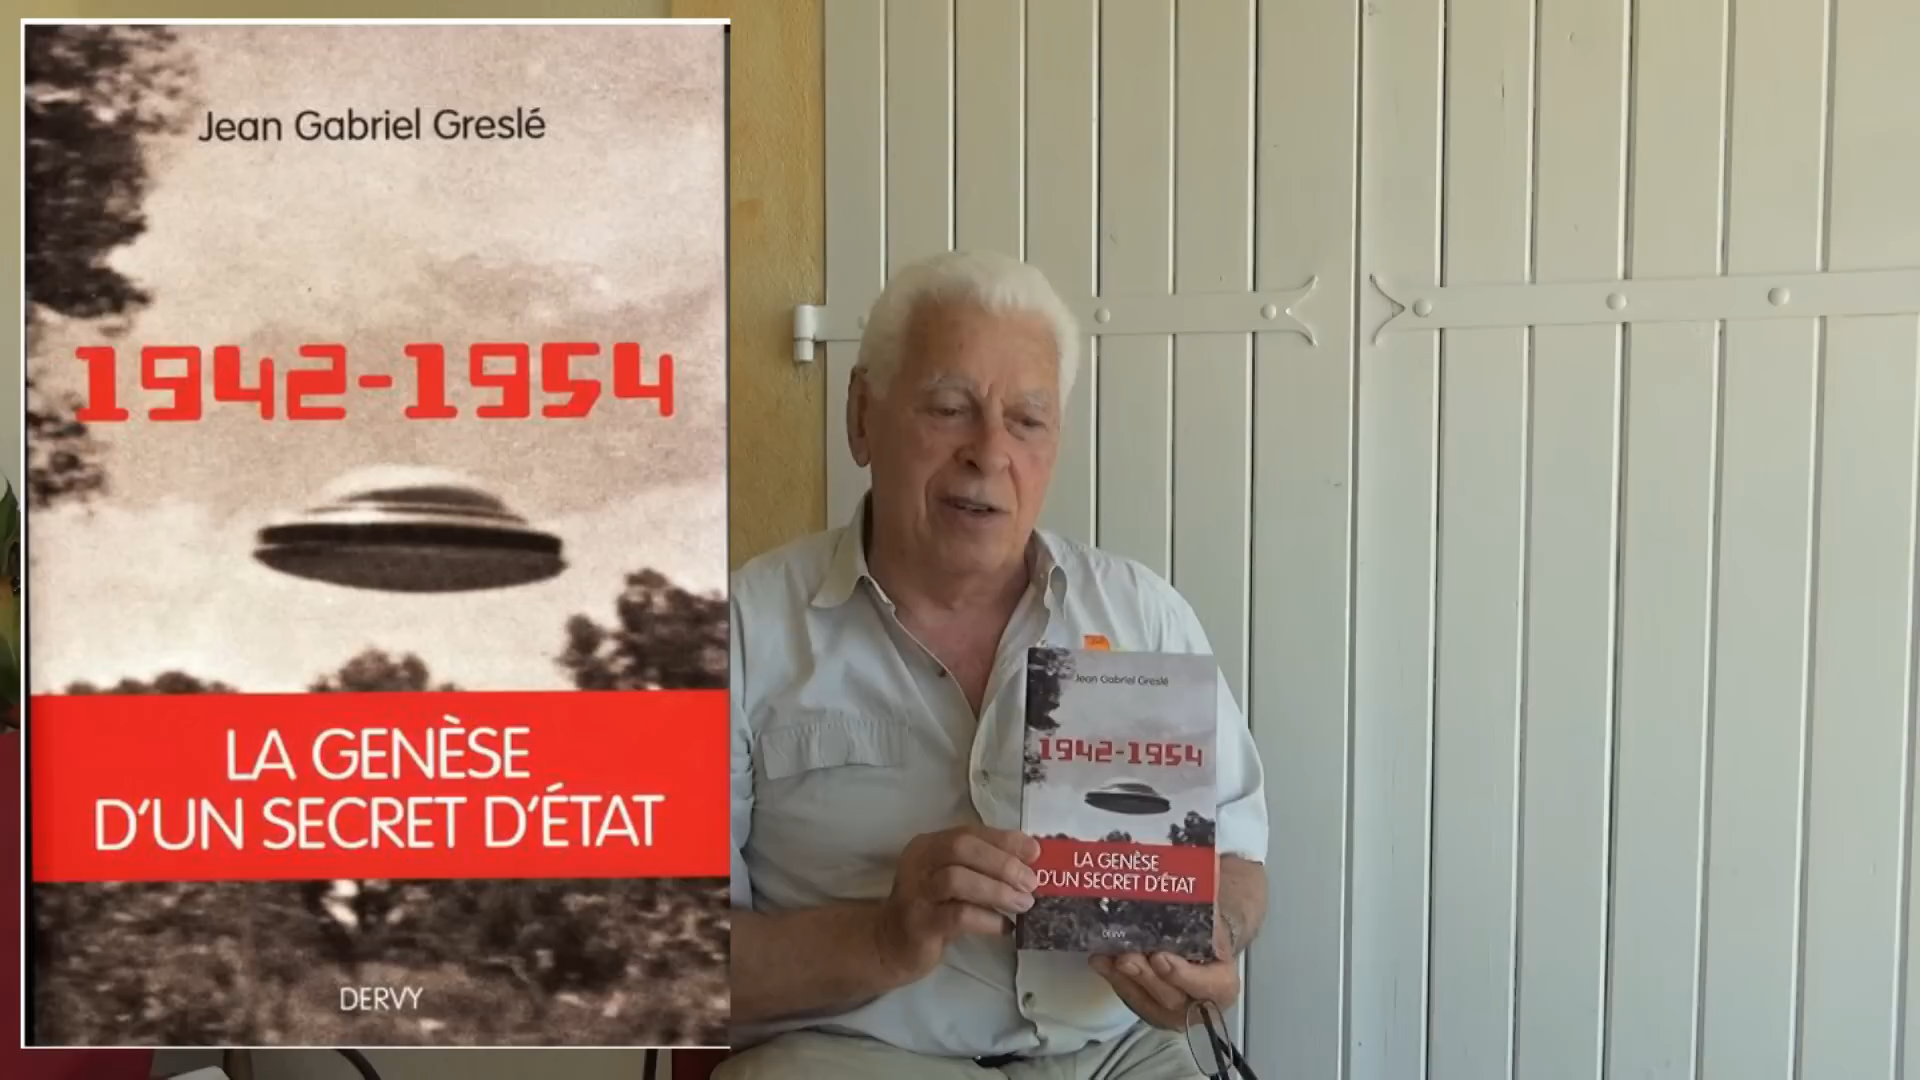 Jean Gabriel Greslé
1942-1954
LA GENÈSE
D'UN SECRET D'ÉTAT
DERVY
Jean Gabriel Greslé
1942-1954
LA GENÈSE
D'UN SECRET D'ÉTAT
DERVY